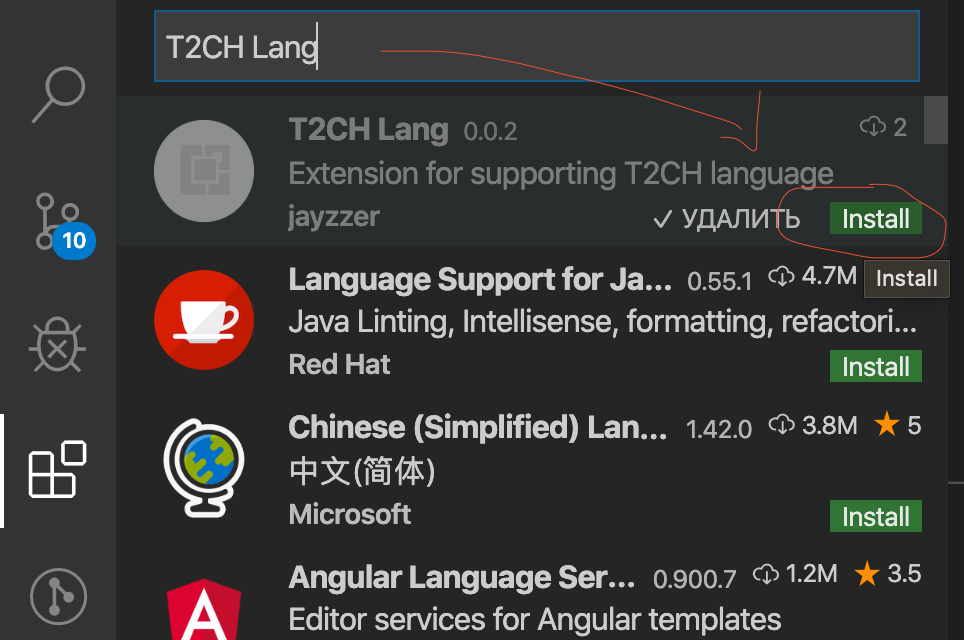 T2CH Lang
T2CH Lang 0.0.2 2
Extension for supporting T2CH language
jayzzer ✓ УДАЛИТЬ Install
Language Support for Ja... 0.55.1 4.7M Install
Java Linting, Intellisense, formatting, refactori...
Red Hat Install
10
Chinese (Simplified) Lan... 1.42.0 3.8M ★ 5
中文(简体)
Microsoft Install
Angular Language Ser... 0.900.7 1.2M ★ 3.5
Editor services for Angular templates